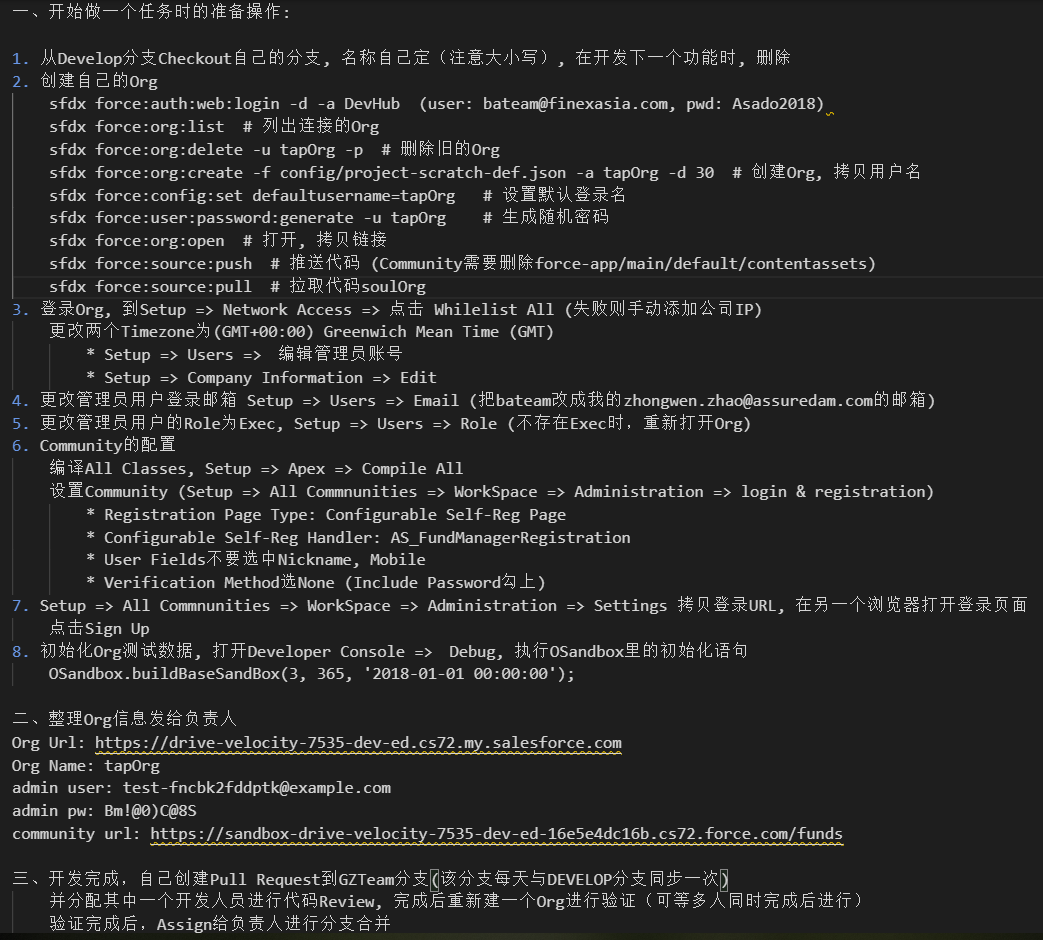 一、开始做一个任务时的准备操作:
1. 从Develop分支Checkout自己的分支, 名称自己定（注意大小写）, 在开发下一个功能时, 删除
2. 创建自己的Org
sfdx force:auth:web:login -d -a DevHub （user: bateam@finexasia.com, pwd: Asado2018)
sfdx force:org:list # 列出连接的Org
sfdx force:org:delete -u tapOrg -p # 删除旧的Org
sfdx force:org:create -f config/project-scratch-def.json -a tapOrg -d 30 # 创建Org, 拷贝用户名
sfdx force:config:set defaultusername=tapOrg # 设置默认登录名
sfdx force:user:password:generate -u tapOrg # 生成随机密码
sfdx force:org:open # 打开, 拷贝链接
sfdx force:source:push # 推送代码 (Community需要删除force-app/main/default/contentassets)
sfdx force:source:pull # 拉取代码soulOrg
3. 登录Org, 到Setup => Network Access => 点击 Whilelist All (失败则手动添加公司IP)
更改两个Timezone为(GMT+00:00) Greenwich Mean Time (GMT)
* Setup => Users => 编辑管理员账号
* Setup => Company Information => Edit
4. 更改管理员用户登录邮箱 Setup => Users => Email (把bateam改成我的zhongwen.zhao@assuredam.com的邮箱)
5. 更改管理员用户的Role为Exec, Setup => Users => Role (不存在Exec时，重新打开Org)
6. Community的配置
编译All Classes, Setup => Apex => Compile All
设置Community (Setup => All Commnunities => WorkSpace => Administration => login & registration)
* Registration Page Type: Configurable Self-Reg Page
* Configurable Self-Reg Handler: AS_FundManagerRegistration
* User Fields不要选中Nickname, Mobile
* Verification Method选None (Include Password勾上)
7. Setup => All Commnunities => WorkSpace => Administration => Settings 拷贝登录URL, 在另一个浏览器打开登录页面
点击Sign Up
8. 初始化Org测试数据, 打开Developer Console => Debug, 执行OSandbox里的初始化语句
OSandbox.buildBaseSandBox(3, 365, '2018-01-01 00:00:00');
二、整理Org信息发给负责人
Org Url: https://drive-velocity-7535-dev-ed.cs72.my.salesforce.com
Org Name: tapOrg
admin user: test-fncbk2fddptk@example.com
admin pw: Bm!@0)C@8S
community url: https://sandbox-drive-velocity-7535-dev-ed-16e5e4dc16b.cs72.force.com/funds
三、开发完成，自己创建Pull Request到GZTeam分支(该分支每天与DEVELOP分支同步一次)
并分配其中一个开发人员进行代码Review, 完成后重新建一个Org进行验证（可等多人同时完成后进行）
验证完成后，Assign给负责人进行分支合并